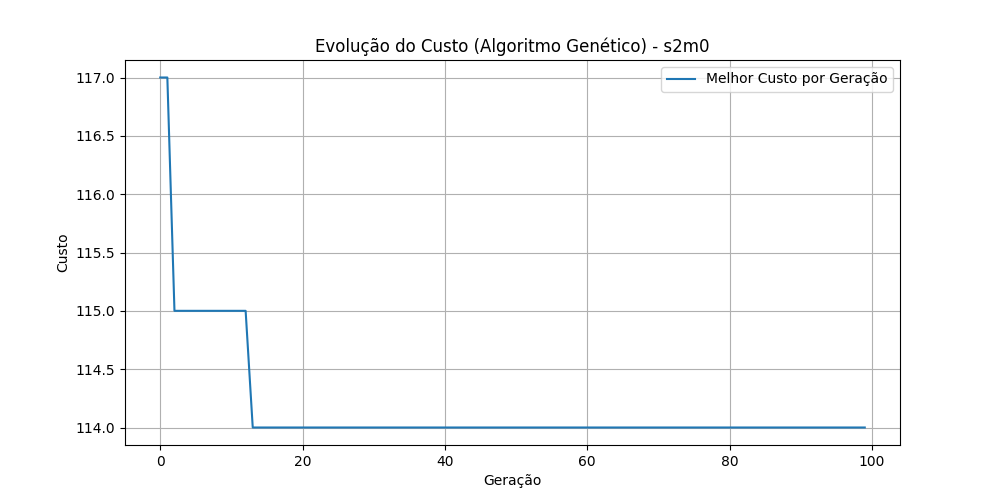 Evolução do Custo (Algoritmo Genético) - s2m0
Melhor Custo por Geração
117.0
116.5
116.0
115.5
115.0
114.5
114.0
Custo
0 20 40 60 80 100
Geração